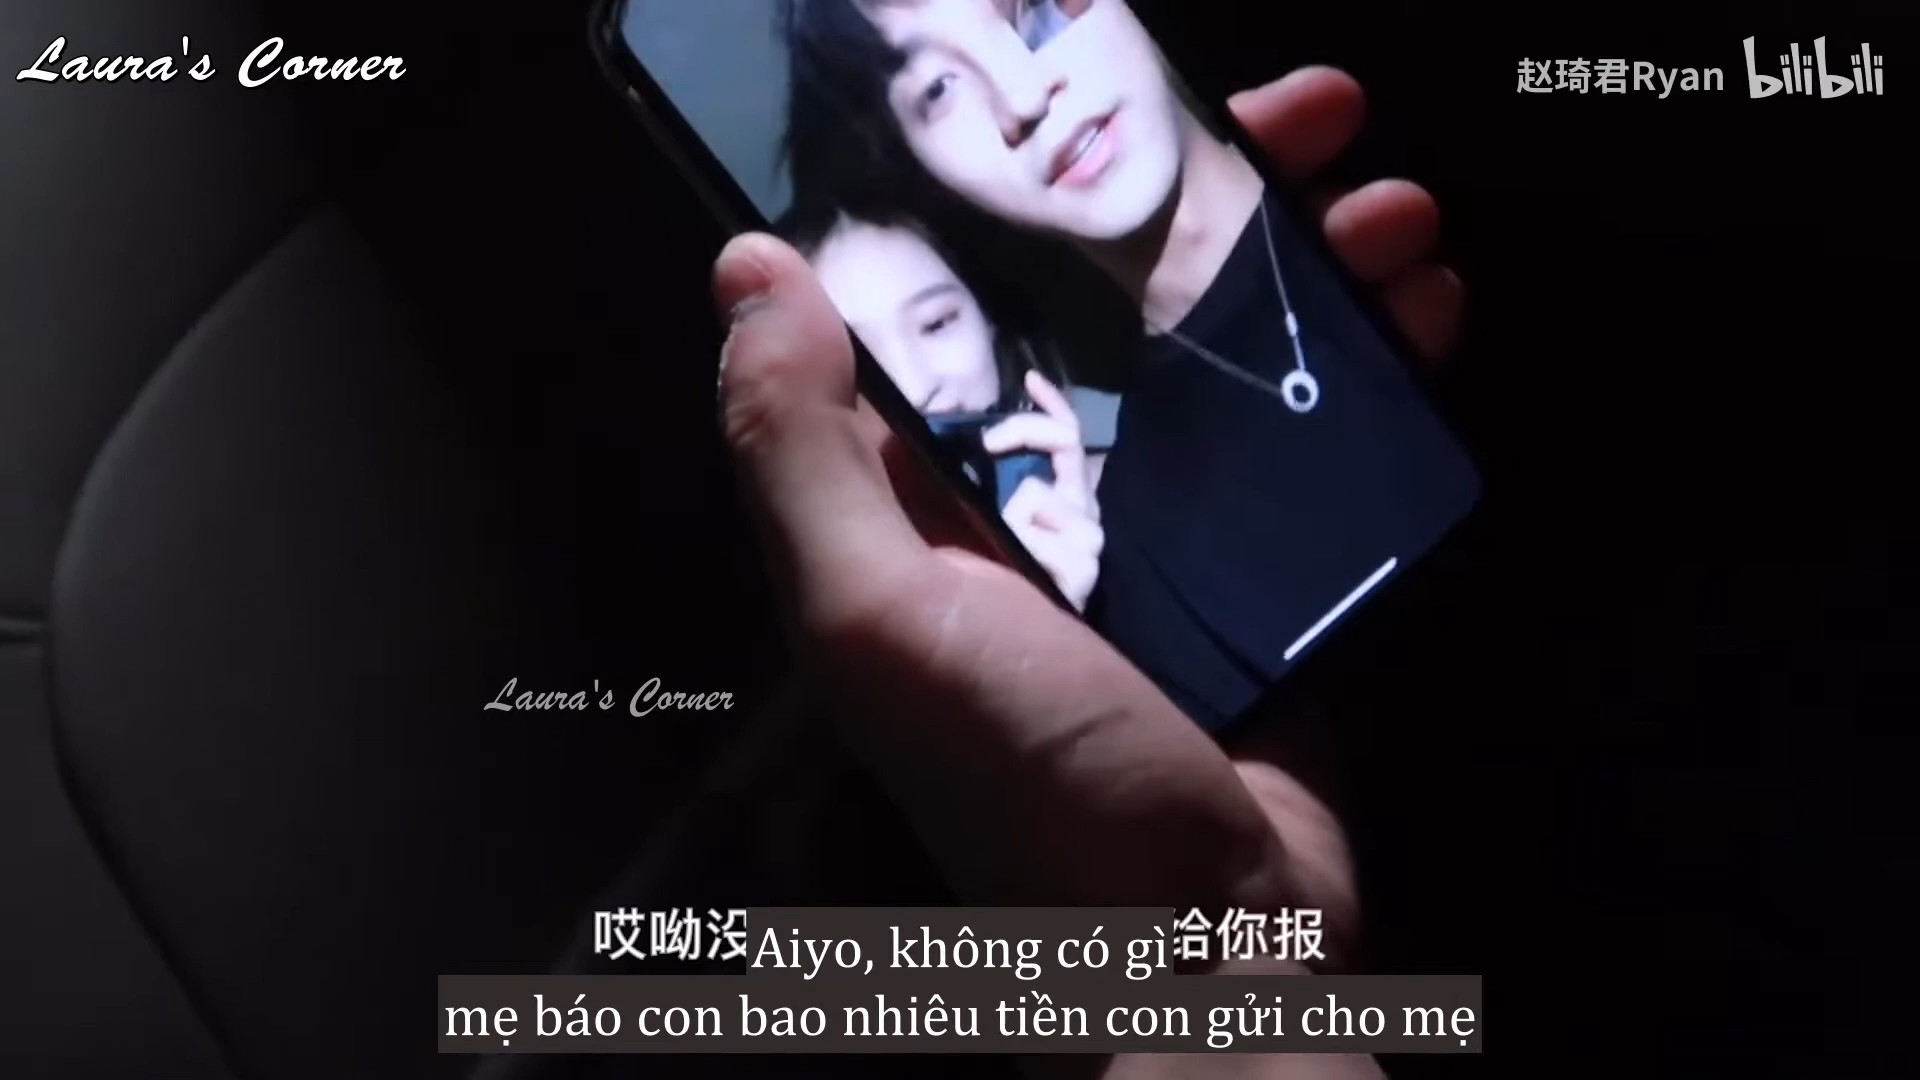 Laura's Corner
赵琦君Ryan bilibili
Laura's Corner
哎呦没
给你报
Aiyo, không có gì
mẹ báo con bao nhiêu tiền con gửi cho mẹ